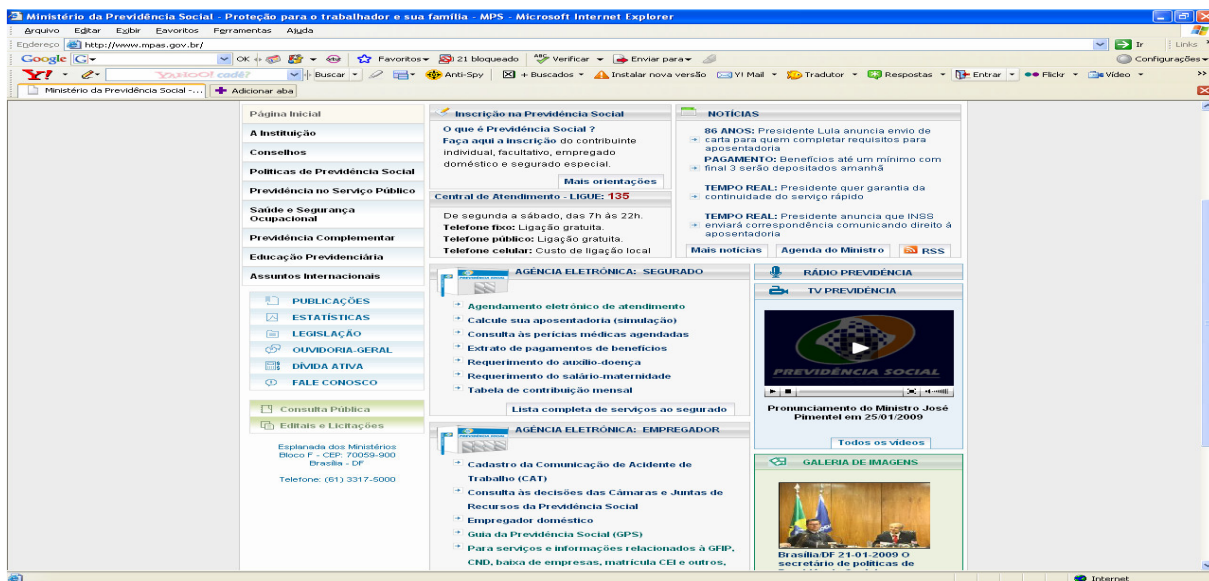 Ministério da Previdência Social - Proteção para o trabalhador e sua família - MPS - Microsoft Internet Explorer
Arquivo Editar Exibir Favoritos Ferramentas Ajuda
Endereço http://www.mpas.gov.br/ Ir Links
Google G OK 21 bloqueado Favoritos Verificar Enviar para Configurações
Y! YAHOO! cadê? Buscar Anti-Spy + Buscados Instalar nova versão Y! Mail Tradutor Respostas Entrar Flickr Vídeo
Ministério da Previdência Social -... Adicionar aba
Página Inicial
A Instituição
Conselhos
Políticas de Previdência Social
Previdência no Serviço Público
Saúde e Segurança
Ocupacional
Previdência Complementar
Educação Previdenciária
Assuntos Internacionais
PUBLICAÇÕES
ESTATÍSTICAS
LEGISLAÇÃO
OUVIDORIA-GERAL
DÍVIDA ATIVA
FALE CONOSCO
Consulta Pública
Editais e Licitações
Esplanada dos Ministérios
Bloco F - CEP: 70059-900
Brasília - DF
Telefone: (61) 3317-5000
Inscrição na Previdência Social
O que é Previdência Social ?
Faça aqui a inscrição do contribuinte
individual, facultativo, empregado
doméstico e segurado especial.
Mais orientações
Central de Atendimento - LIGUE: 135
De segunda a sábado, das 7h às 22h.
Telefone fixo: Ligação gratuita.
Telefone público: Ligação gratuita.
Telefone celular: Custo de ligação local
NOTÍCIAS
86 ANOS: Presidente Lula anuncia envio de
carta para quem completar requisitos para
aposentadoria
PAGAMENTO: Benefícios até um mínimo com
final 3 serão depositados amanhã
TEMPO REAL: Presidente quer garantia da
continuidade do serviço rápido
TEMPO REAL: Presidente anuncia que INSS
enviará correspondência comunicando direito à
aposentadoria
Mais notícias Agenda do Ministro RSS
AGÊNCIA ELETRÔNICA: SEGURADO
Agendamento eletrônico de atendimento
Calcule sua aposentadoria (simulação)
Consulta às perícias médicas agendadas
Extrato de pagamentos de benefícios
Requerimento do auxílio-doença
Requerimento do salário-maternidade
Tabela de contribuição mensal
Lista completa de serviços ao segurado
AGÊNCIA ELETRÔNICA: EMPREGADOR
Cadastro da Comunicação de Acidente de
Trabalho (CAT)
Consulta às decisões das Câmaras e Juntas de
Recursos da Previdência Social
Empregador doméstico
Guia da Previdência Social (GPS)
Para serviços e informações relacionados à GFIP,
CND, baixa de empresas, matrícula CEI e outros,
RÁDIO PREVIDÊNCIA
TV PREVIDÊNCIA
PREVIDÊNCIA SOCIAL
Pronunciamento do Ministro José
Pimentel em 25/01/2009
Todos os vídeos
GALERIA DE IMAGENS
Brasília/DF 21-01-2009 O
secretário de políticas de
Internet